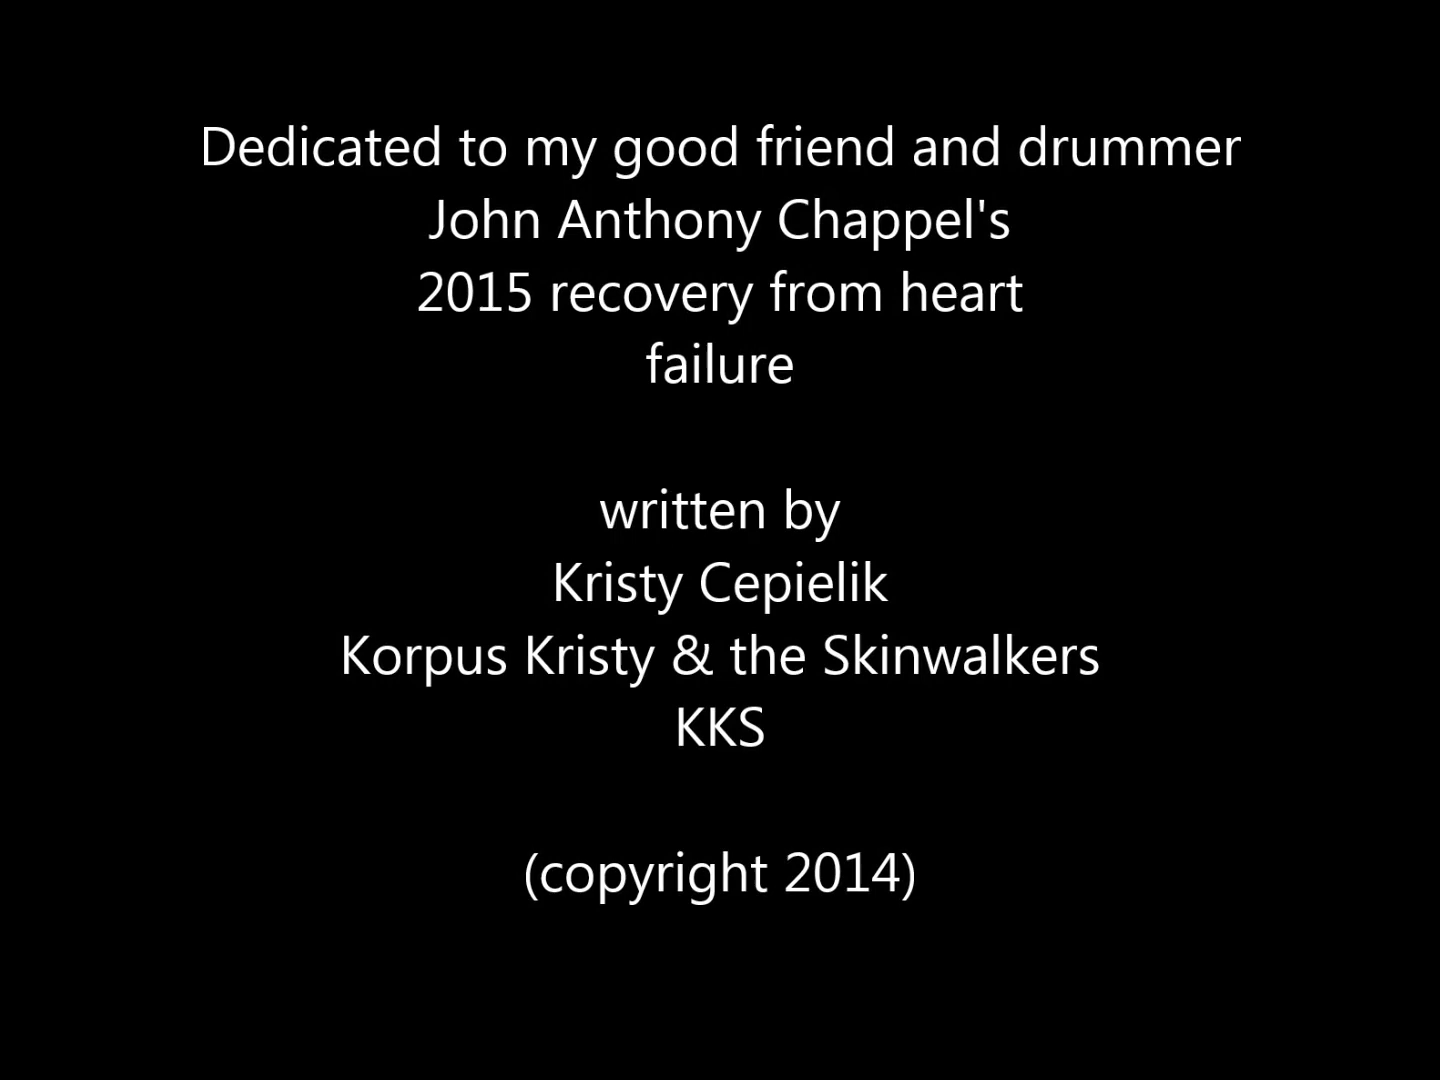 Dedicated to my good friend and drummer
John Anthony Chappel's
2015 recovery from heart
failure
written by
Kristy Cepielik
Korpus Kristy & the Skinwalkers
KKS
(copyright 2014)